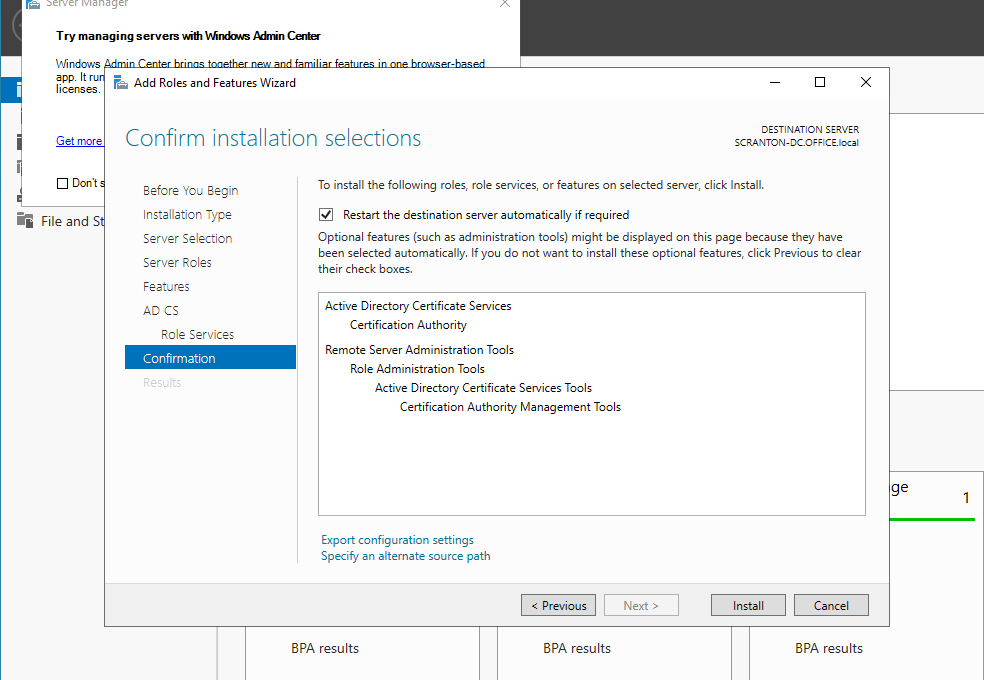 Server Manager
Try managing servers with Windows Admin Center
Windows Admin Center brings together new and familiar features in one browser-based
app. It run
licenses.
Get more
Don't s
File and St
Add Roles and Features Wizard
Confirm installation selections
DESTINATION SERVER
SCRANTON-DC.OFFICE.local
Before You Begin
Installation Type
Server Selection
Server Roles
Features
AD CS
Role Services
Confirmation
Results
To install the following roles, role services, or features on selected server, click Install.
Restart the destination server automatically if required
Optional features (such as administration tools) might be displayed on this page because they have
been selected automatically. If you do not want to install these optional features, click Previous to clear
their check boxes.
Active Directory Certificate Services
Certification Authority
Remote Server Administration Tools
Role Administration Tools
Active Directory Certificate Services Tools
Certification Authority Management Tools
Export configuration settings
Specify an alternate source path
< Previous
Next >
Install
Cancel
ge
1
BPA results
BPA results
BPA results